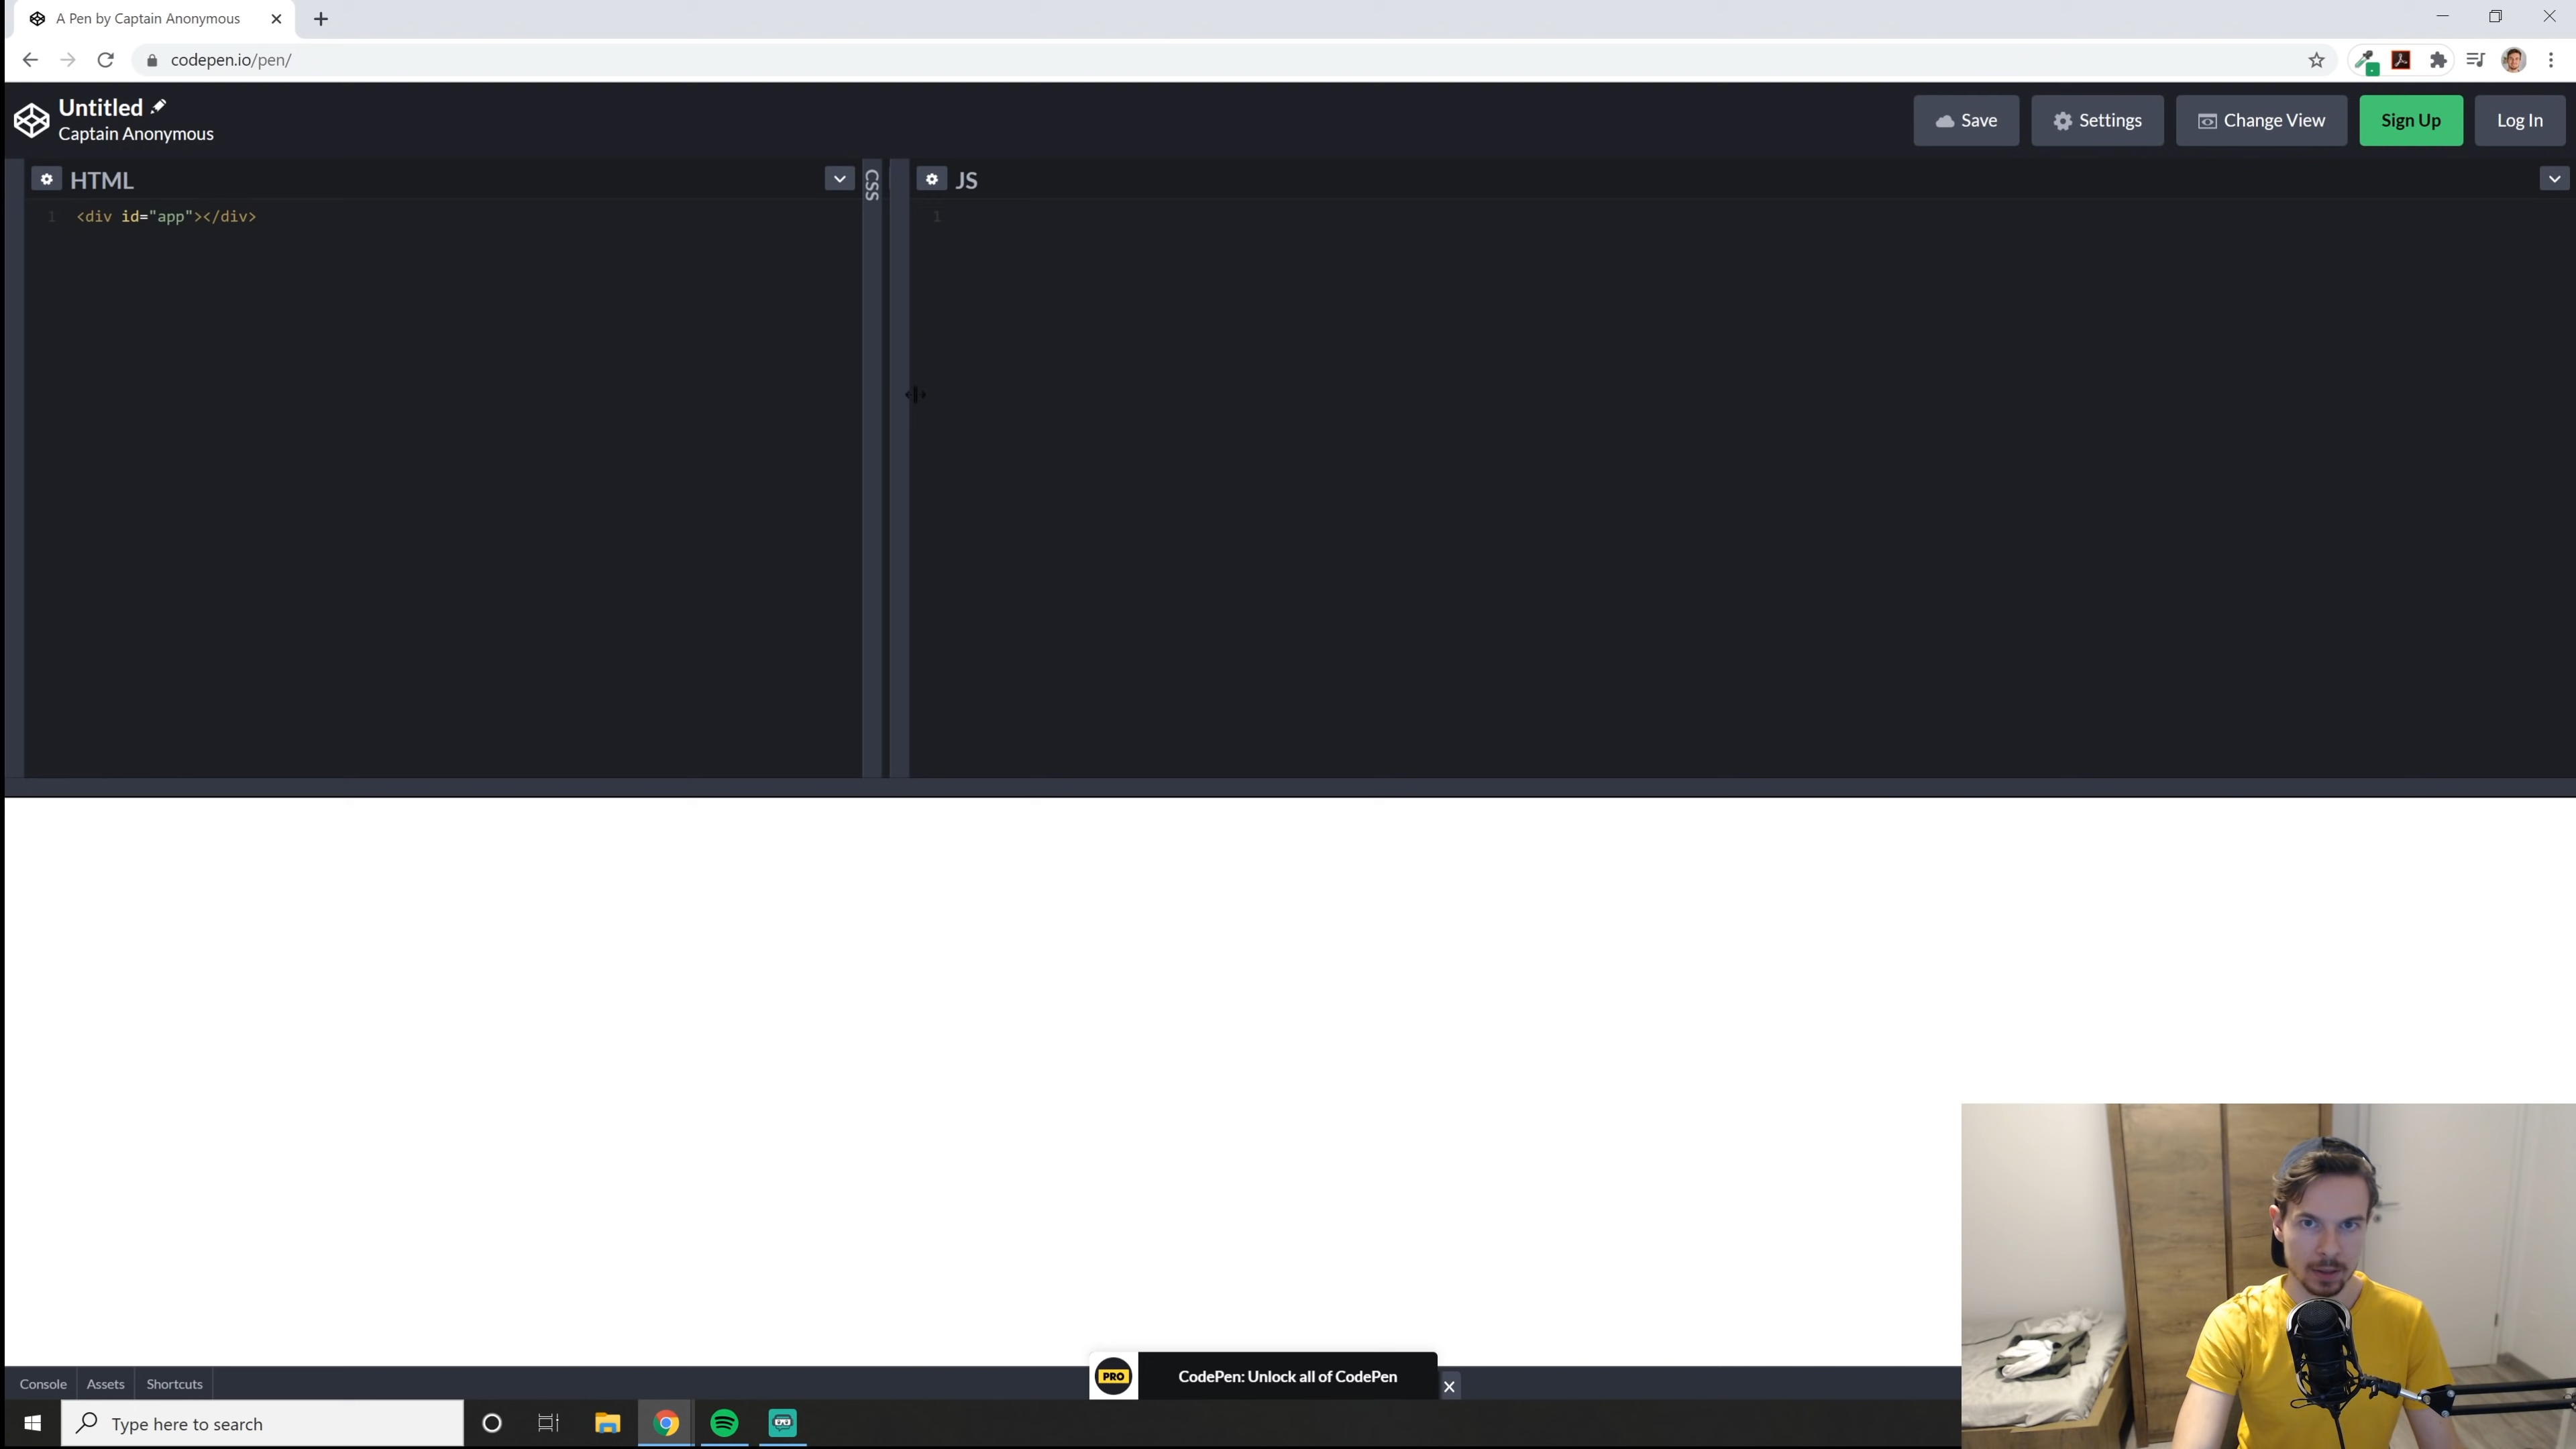 A Pen by Captain Anonymous
codepen.io/pen/
Untitled
Captain Anonymous
Save
Settings
Change View
Sign Up
Log In
HTML
CSS
JS
1 <div id="app"></div>
1
PRO
CodePen: Unlock all of CodePen
Console Assets Shortcuts
Type here to search